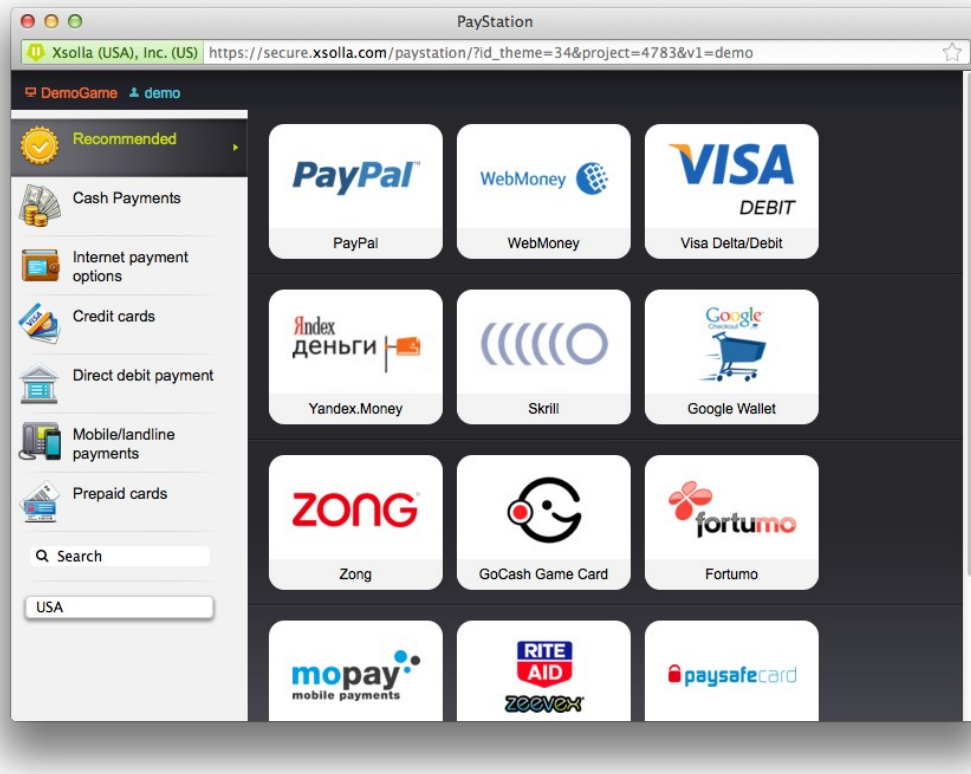 PayStation
Xsolla (USA), Inc. (US) https://secure.xsolla.com/paystation/?id_theme=34&project=4783&v1=demo
DemoGame demo
Recommended
Cash Payments
Internet payment
options
Credit cards
VISA
Direct debit payment
Mobile/landline
payments
Prepaid cards
Search
USA
PayPal™
WebMoney
VISA
DEBIT
PayPal
WebMoney
Visa Delta/Debit
Яndex
деньги
Google
Checkout
Yandex.Money
Skrill
Google Wallet
ZONG
fortumo
Zong
GoCash Game Card
Fortumo
mopay
mobile payments
RITE
AID
zeevex
paysafecard